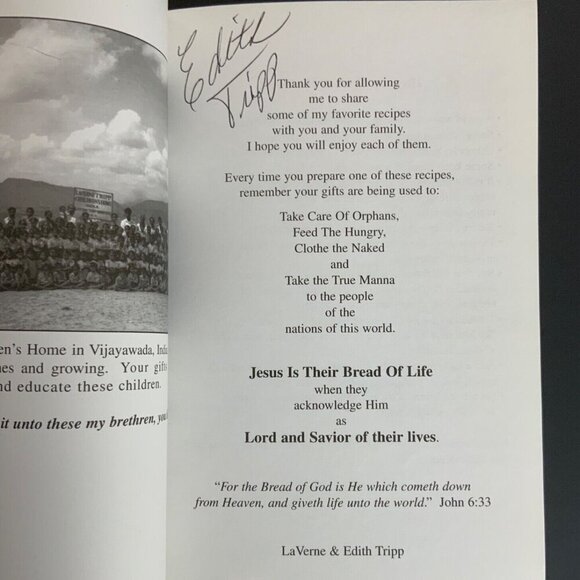 LAVERNE TRIPP
CHILDREN'S HOME
en's Home in Vijayawada, India
es and growing. Your gifts
nd educate these children.
it unto these my brethren, you
Edith
Tripp
Thank you for allowing
me to share
some of my favorite recipes
with you and your family.
I hope you will enjoy each of them.
Every time you prepare one of these recipes,
remember your gifts are being used to:
Take Care Of Orphans,
Feed The Hungry,
Clothe the Naked
and
Take the True Manna
to the people
of the
nations of this world.
Jesus Is Their Bread Of Life
when they
acknowledge Him
as
Lord and Savior of their lives.
“For the Bread of God is He which cometh down
from Heaven, and giveth life unto the world.” John 6:33
LaVerne & Edith Tripp